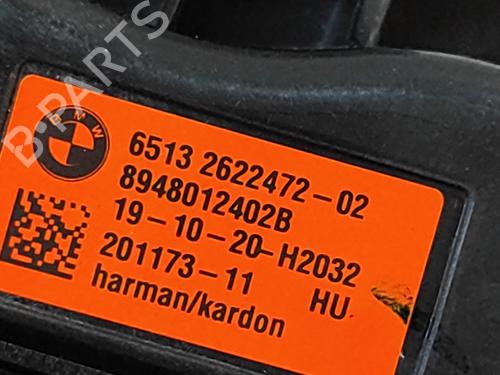 B-PARTS
BMW
6513 2622472-02
8948012402B
19-10-20-H2032
201173-11 HU
harman/kardon